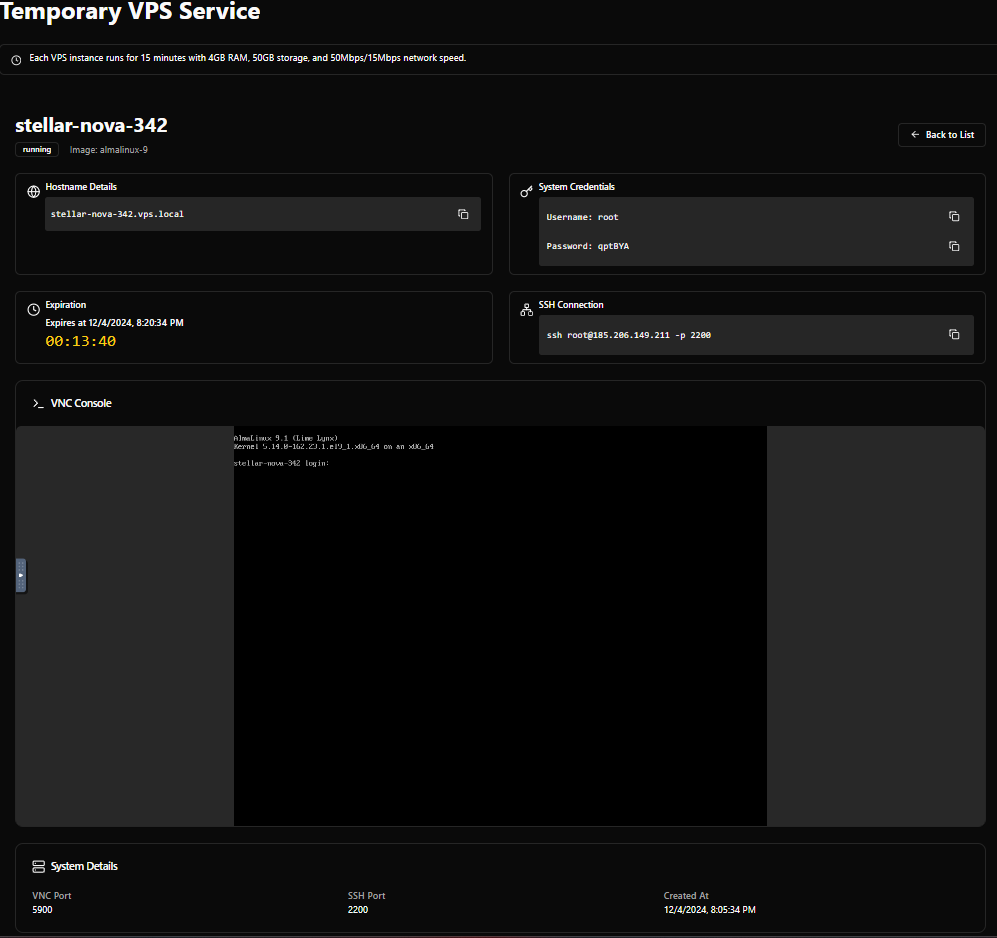 Temporary VPS Service
Each VPS instance runs for 15 minutes with 4GB RAM, 50GB storage, and 50Mbps/15Mbps network speed.
stellar-nova-342
Back to List
running
Image: almalinux-9
Hostname Details
stellar-nova-342.vps.local
System Credentials
Username: root
Password: qptBYA
Expiration
Expires at 12/4/2024, 8:20:34 PM
00:13:40
SSH Connection
ssh root@185.206.149.211 -p 2200
VNC Console
AlmaLinux 9.1 (Lime Lynx)
Kernel 5.14.0-162.23.1.el9_1.x86_64 on an x86_64
stellar-nova-342 login:
System Details
VNC Port
5900
SSH Port
2200
Created At
12/4/2024, 8:05:34 PM